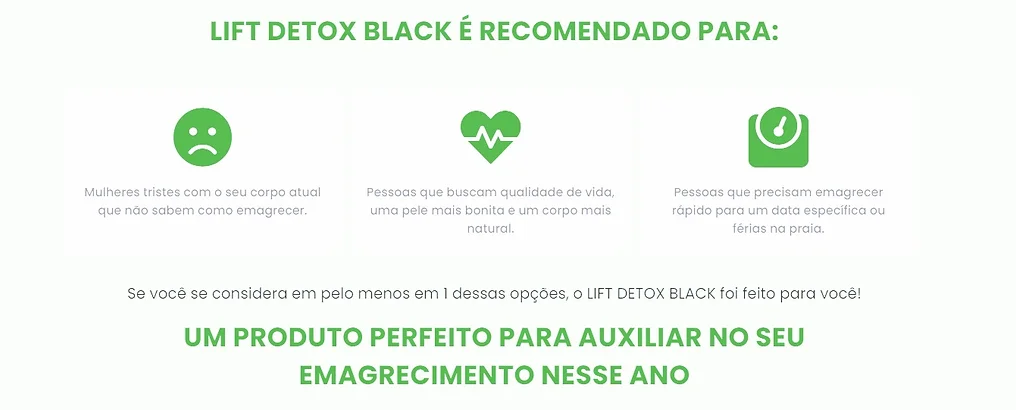 LIFT DETOX BLACK É RECOMENDADO PARA:
Mulheres tristes com o seu corpo atual
que não sabem como emagrecer.
Pessoas que buscam qualidade de vida,
uma pele mais bonita e um corpo mais
natural.
Pessoas que precisam emagrecer
rápido para um data específica ou
férias na praia.
Se você se considera em pelo menos em 1 dessas opções, o LIFT DETOX BLACK foi feito para você!
UM PRODUTO PERFEITO PARA AUXILIAR NO SEU
EMAGRECIMENTO NESSE ANO